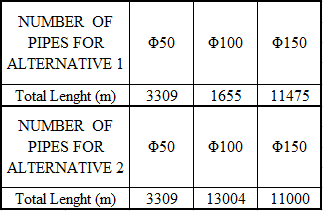 NUMBER OF
PIPES FOR
ALTERNATIVE 1
Φ50 Φ100 Φ150
Total Lenght (m) 3309 1655 11475
NUMBER OF
PIPES FOR
ALTERNATIVE 2
Φ50 Φ100 Φ150
Total Lenght (m) 3309 13004 11000